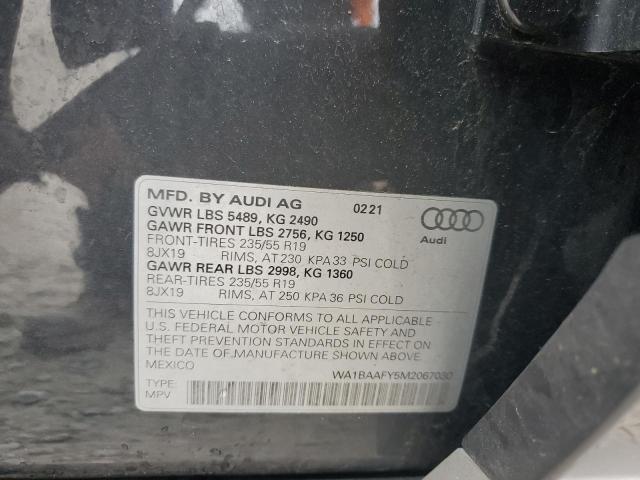 MFD. BY AUDI AG 02 21
GVWR LBS 5489, KG 2490
GAWR FRONT LBS 2756, KG 1250
FRONT-TIRES 235/55 R19
8JX19 RIMS, AT 230 KPA 33 PSI COLD
GAWR REAR LBS 2998, KG 1360
REAR-TIRES 235/55 R19
8JX19 RIMS, AT 250 KPA 36 PSI COLD
Audi
THIS VEHICLE CONFORMS TO ALL APPLICABLE
U.S. FEDERAL MOTOR VEHICLE SAFETY AND
THEFT PREVENTION STANDARDS IN EFFECT ON
THE DATE OF MANUFACTURE SHOWN ABOVE.
MEXICO
WA1BAAFY5M2067030
TYPE:
MPV